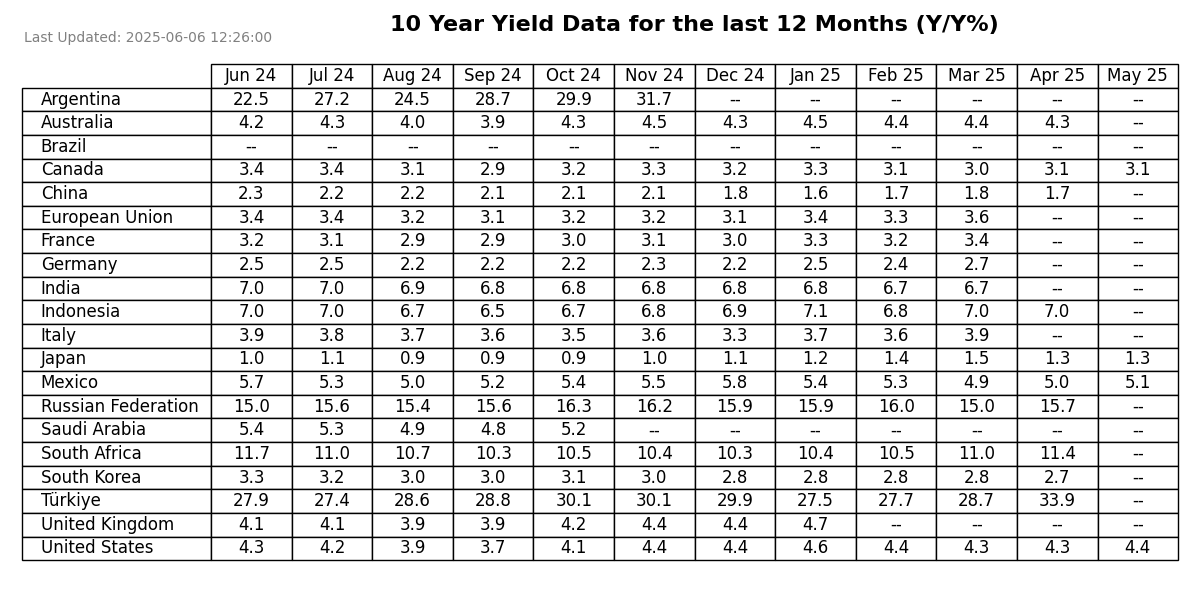 10 Year Yield Data for the last 12 Months (Y/Y%)
Last Updated: 2025-06-06 12:26:00
Jun 24 Jul 24 Aug 24 Sep 24 Oct 24 Nov 24 Dec 24 Jan 25 Feb 25 Mar 25 Apr 25 May 25
Argentina 22.5 27.2 24.5 28.7 29.9 31.7 -- -- -- -- -- --
Australia 4.2 4.3 4.0 3.9 4.3 4.5 4.3 4.5 4.4 4.4 4.3 --
Brazil -- -- -- -- -- -- -- -- -- -- -- --
Canada 3.4 3.4 3.1 2.9 3.2 3.3 3.2 3.3 3.1 3.0 3.1 3.1
China 2.3 2.2 2.2 2.1 2.1 2.1 1.8 1.6 1.7 1.8 1.7 --
European Union 3.4 3.4 3.2 3.1 3.2 3.2 3.1 3.4 3.3 3.6 -- --
France 3.2 3.1 2.9 2.9 3.0 3.1 3.0 3.3 3.2 3.4 -- --
Germany 2.5 2.5 2.2 2.2 2.2 2.3 2.2 2.5 2.4 2.7 -- --
India 7.0 7.0 6.9 6.8 6.8 6.8 6.8 6.8 6.7 6.7 -- --
Indonesia 7.0 7.0 6.7 6.5 6.7 6.8 6.9 7.1 6.8 7.0 7.0 --
Italy 3.9 3.8 3.7 3.6 3.5 3.6 3.3 3.7 3.6 3.9 -- --
Japan 1.0 1.1 0.9 0.9 0.9 1.0 1.1 1.2 1.4 1.5 1.3 1.3
Mexico 5.7 5.3 5.0 5.2 5.4 5.5 5.8 5.4 5.3 4.9 5.0 5.1
Russian Federation 15.0 15.6 15.4 15.6 16.3 16.2 15.9 15.9 16.0 15.0 15.7 --
Saudi Arabia 5.4 5.3 4.9 4.8 5.2 -- -- -- -- -- -- --
South Africa 11.7 11.0 10.7 10.3 10.5 10.4 10.3 10.4 10.5 11.0 11.4 --
South Korea 3.3 3.2 3.0 3.0 3.1 3.0 2.8 2.8 2.8 2.8 2.7 --
Türkiye 27.9 27.4 28.6 28.8 30.1 30.1 29.9 27.5 27.7 28.7 33.9 --
United Kingdom 4.1 4.1 3.9 3.9 4.2 4.4 4.4 4.7 -- -- -- --
United States 4.3 4.2 3.9 3.7 4.1 4.4 4.4 4.6 4.4 4.3 4.3 4.4